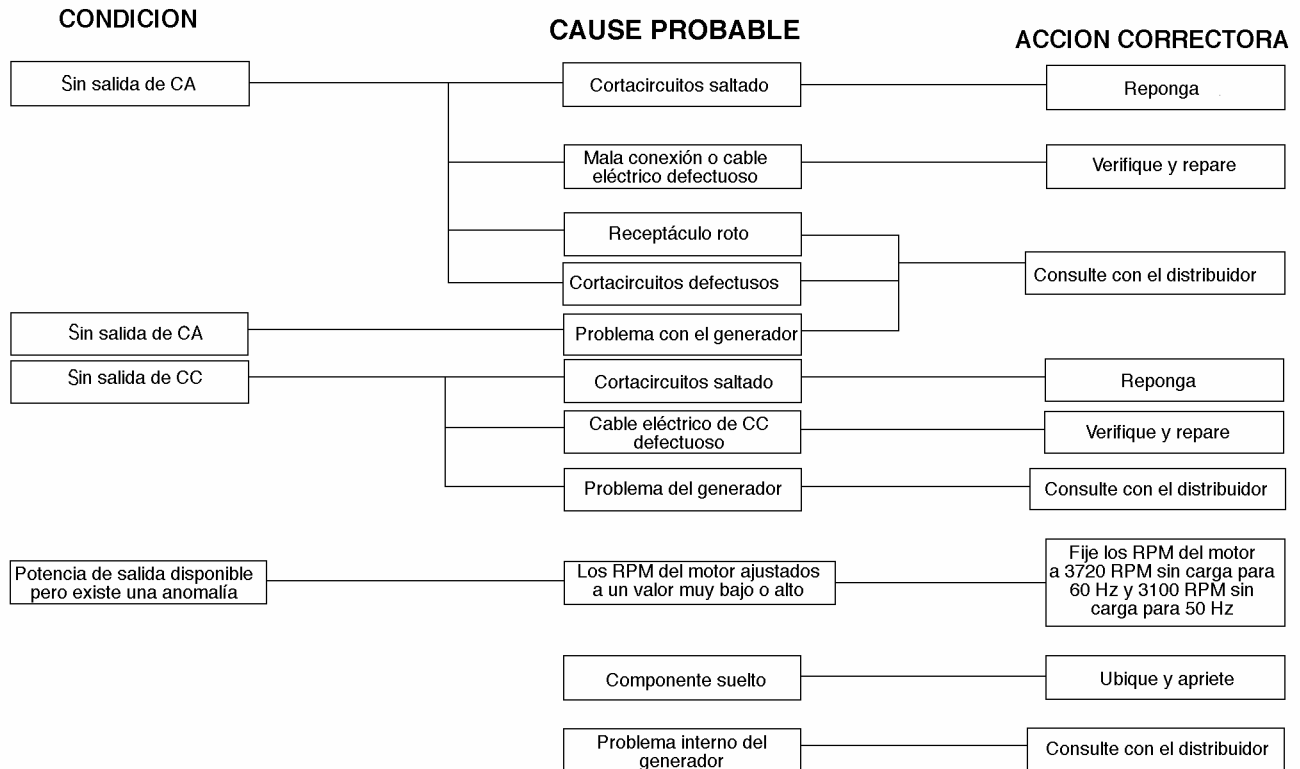 CONDICION
CAUSE PROBABLE
ACCION CORRECTORA
Sin salida de CA
Cortacircuitos saltado
Reponga
Mala conexión o cable
eléctrico defectuoso
Verifique y repare
Receptáculo roto
Cortacircuitos defectusos
Consulte con el distribuidor
Sin salida de CA
Problema con el generador
Sin salida de CC
Cortacircuitos saltado
Reponga
Cable eléctrico de CC
defectuoso
Verifique y repare
Problema del generador
Consulte con el distribuidor
Potencia de salida disponible
pero existe una anomalía
Los RPM del motor ajustados
a un valor muy bajo o alto
Fije los RPM del motor
a 3720 RPM sin carga para
60 Hz y 3100 RPM sin
carga para 50 Hz
Componente suelto
Ubique y apriete
Problema interno del
generador
Consulte con el distribuidor